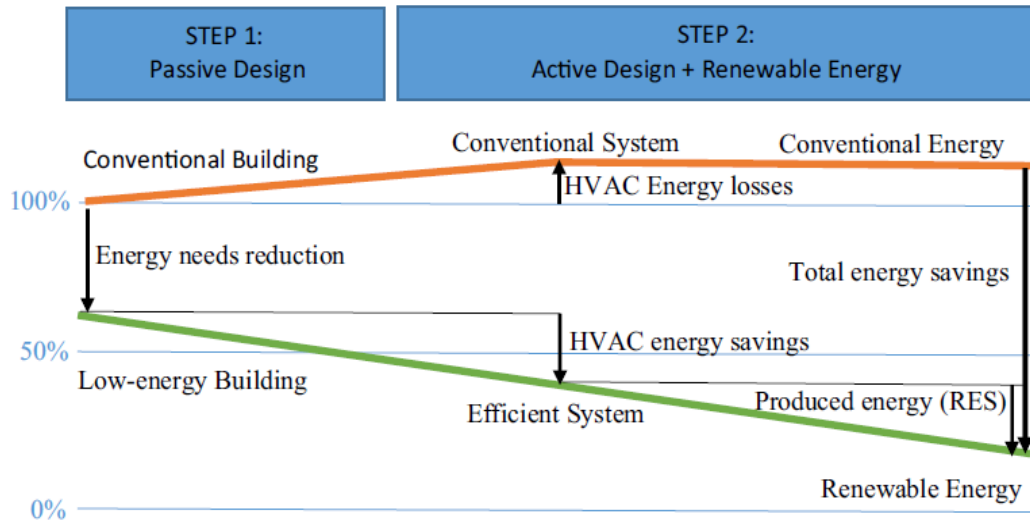 STEP 1:
Passive Design
STEP 2:
Active Design + Renewable Energy
Conventional Building
Conventional System
Conventional Energy
100%
HVAC Energy losses
Energy needs reduction
Total energy savings
50%
HVAC energy savings
Low-energy Building
Efficient System
Produced energy (RES)
Renewable Energy
0%